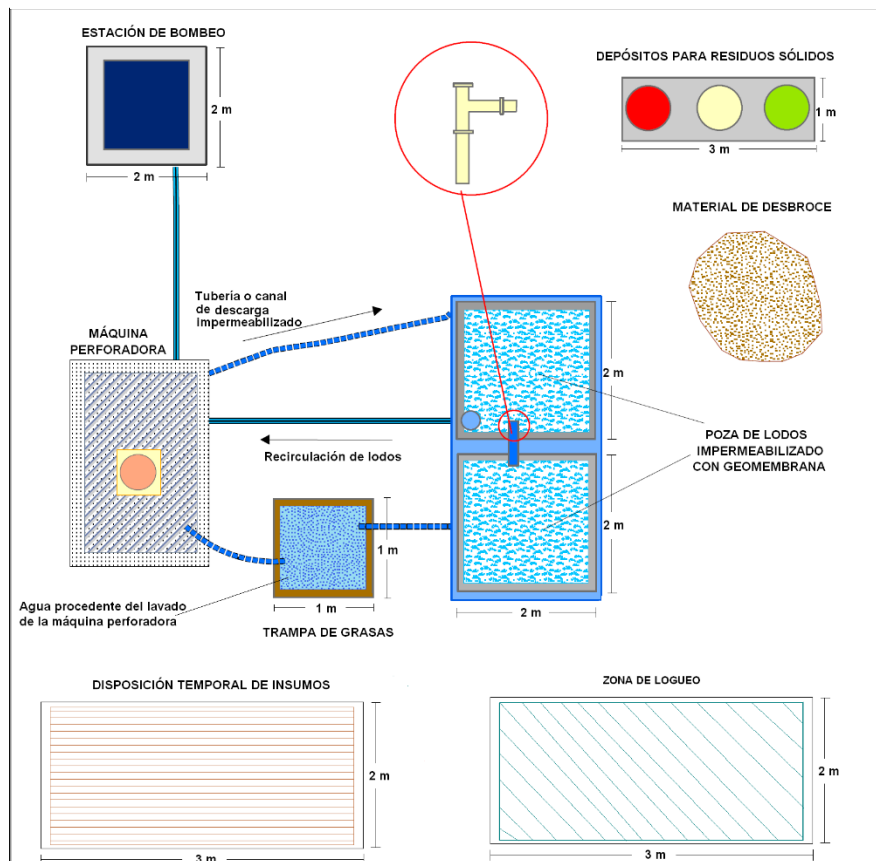 ESTACIÓN DE BOMBEO
2 m
2 m
DEPÓSITOS PARA RESIDUOS SÓLIDOS
1 m
3 m
MATERIAL DE DESBROCE
Tubería o canal
de descarga
impermeabilizado
MÁQUINA
PERFORADORA
2 m
Recirculación de lodos
POZA DE LODOS
IMPERMEABILIZADO
CON GEOMEMBRANA
2 m
1 m
Agua procedente del lavado
de la máquina perforadora
1 m
2 m
TRAMPA DE GRASAS
DISPOSICIÓN TEMPORAL DE INSUMOS
2 m
3 m
ZONA DE LOGUEO
2 m
3 m